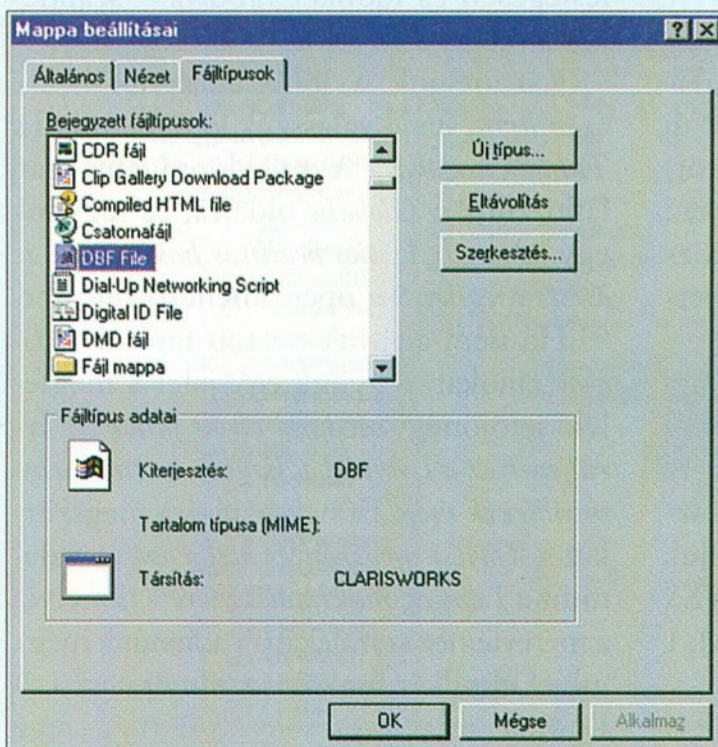 Mappa beállításai
Általános Nézet Fájltípusok
Bejegyzett fájltípusok:
CDR fájl
Clip Gallery Download Package
Compiled HTML file
Csatornafájl
DBF File
Dial-Up Networking Script
Digital ID File
DMD fájl
Fájl mappa
Új típus...
Eltávolítás
Szerkesztés...
Fájltípus adatai
Kiterjesztés: DBF
Tartalom típusa (MIME):
Társítás: CLARISWORKS
OK Mégse Alkalmaz